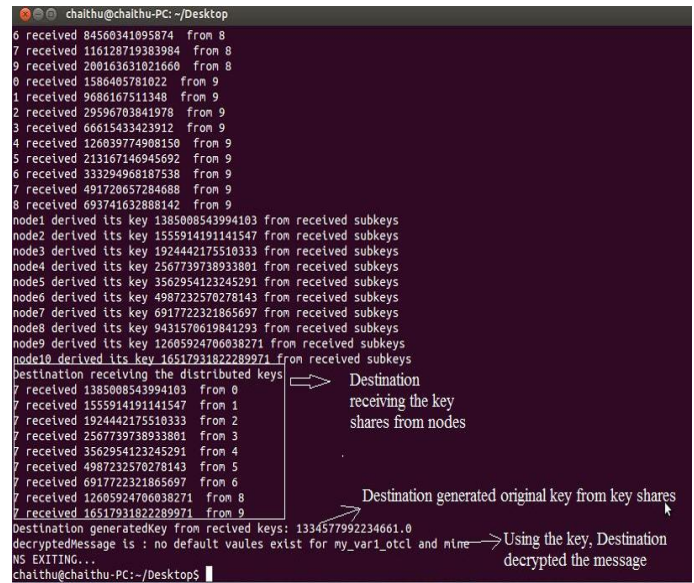 chaithu@chaithu-PC: ~/Desktop
6 received 84560341095874  from 8
7 received 116128719383984  from 8
9 received 200163631021660  from 8
0 received 1586405781022  from 9
1 received 9686167511348  from 9
2 received 29596703841978  from 9
3 received 66615433423912  from 9
4 received 126039774908150  from 9
5 received 213167146945692  from 9
6 received 333294968187538  from 9
7 received 491720657284688  from 9
8 received 693741632888142  from 9
node1 derived its key 1385008543994103 from received subkeys
node2 derived its key 1555914191141547 from received subkeys
node3 derived its key 1924442175510333 from received subkeys
node4 derived its key 2567739738933801 from received subkeys
node5 derived its key 3562954123245291 from received subkeys
node6 derived its key 4987232570278143 from received subkeys
node7 derived its key 6917722321865697 from received subkeys
node8 derived its key 9431570619841293 from received subkeys
node9 derived its key 12605924706038271 from received subkeys
node10 derived its key 16517931822289971 from received subkeys
Destination receiving the distributed keys
7 received 1385008543994103  from 0
7 received 1555914191141547  from 1
7 received 1924442175510333  from 2
7 received 2567739738933801  from 3
7 received 3562954123245291  from 4
7 received 4987232570278143  from 5
7 received 6917722321865697  from 6
7 received 12605924706038271  from 8
7 received 16517931822289971  from 9
Destination
receiving the key
shares from nodes
Destination generated original key from key shares
Destination generatedKey from recived keys: 1334577992234661.0
decryptedMessage is : no default vaules exist for my_var1_otcl and mine
Using the key, Destination
decrypted the message
NS EXITING...
chaithu@chaithu-PC:~/Desktop$